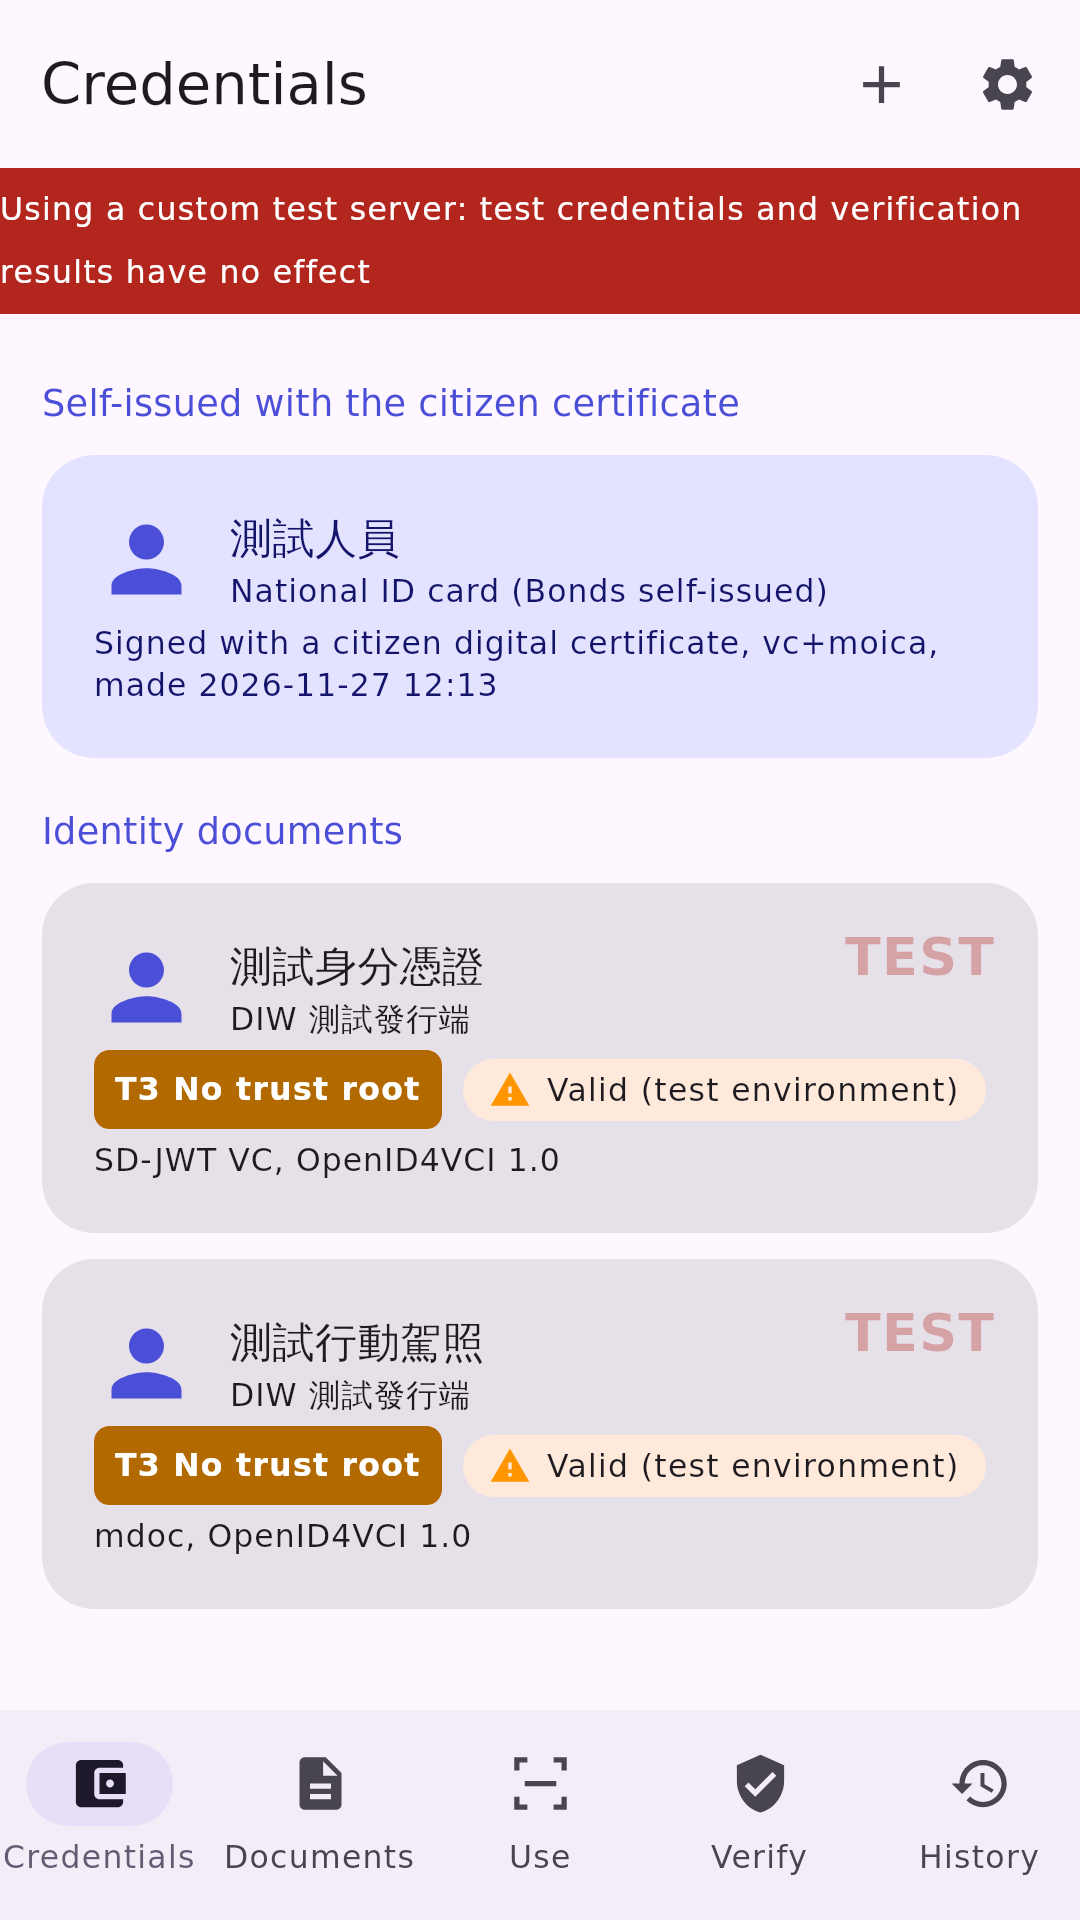 Credentials
Using a custom test server: test credentials and verification
results have no effect
Self-issued with the citizen certificate
測試人員
National ID card (Bonds self-issued)
Signed with a citizen digital certificate, vc+moica,
made 2026-11-27 12:13
Identity documents
測試身分憑證
TEST
DIW 測試發行端
T3 No trust root
Valid (test environment)
SD-JWT VC, OpenID4VCI 1.0
測試行動駕照
TEST
DIW 測試發行端
T3 No trust root
Valid (test environment)
mdoc, OpenID4VCI 1.0
Credentials
Documents
Use
Verify
History